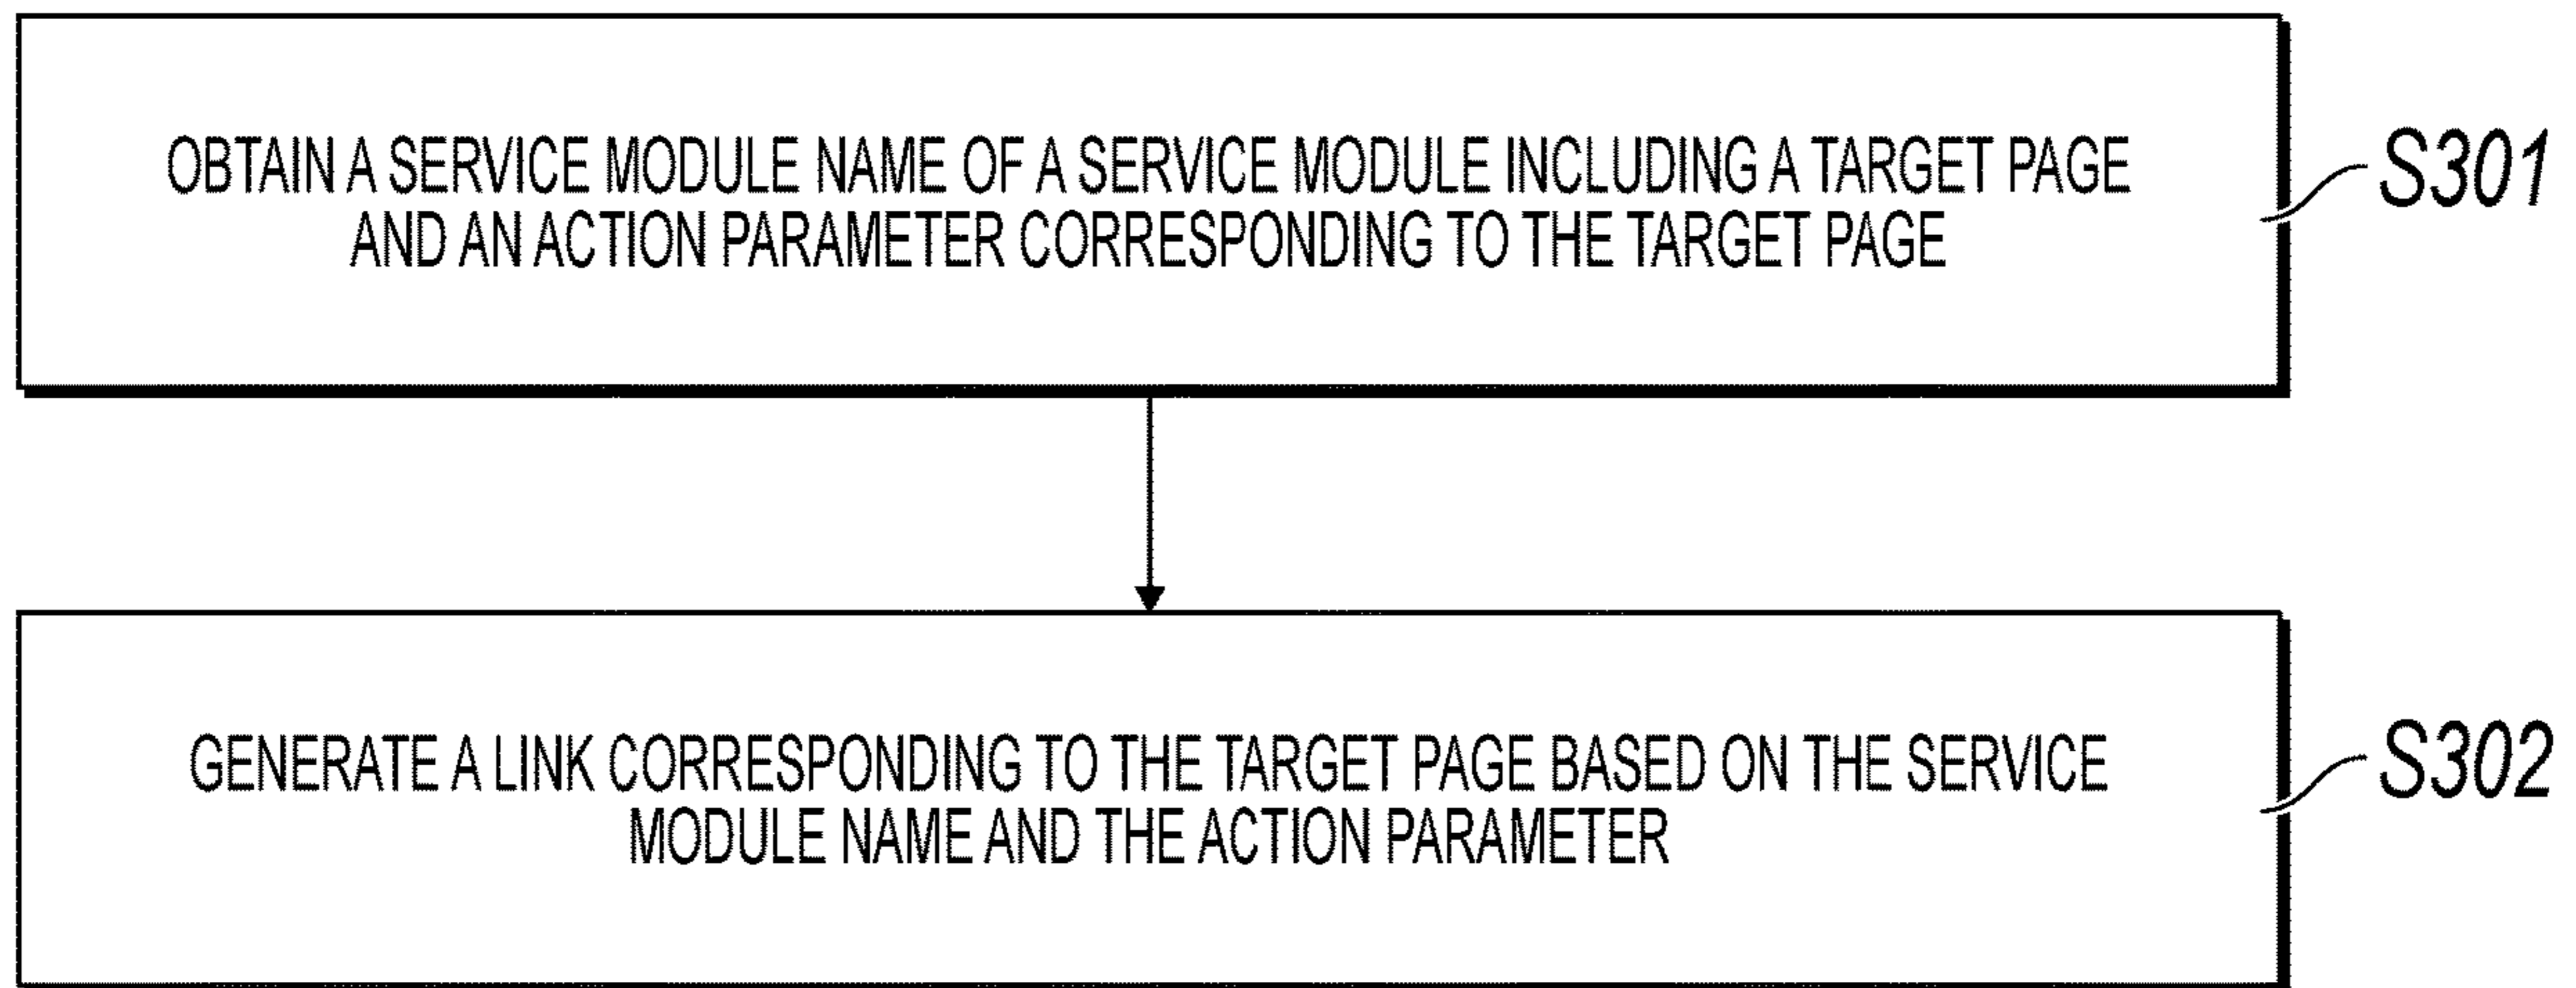 OBTAIN A SERVICE MODULE NAME OF A SERVICE MODULE INCLUDING A TARGET PAGE
AND AN ACTION PARAMETER CORRESPONDING TO THE TARGET PAGE
S301
GENERATE A LINK CORRESPONDING TO THE TARGET PAGE BASED ON THE SERVICE
MODULE NAME AND THE ACTION PARAMETER
S302